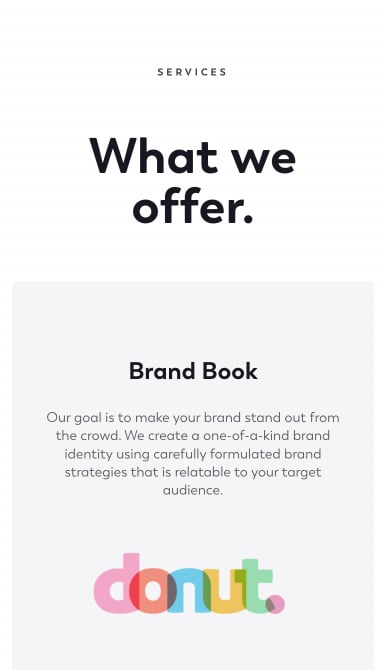 SERVICES
What we
offer.
Brand Book
Our goal is to make your brand stand out from
the crowd. We create a one-of-a-kind brand
identity using carefully formulated brand
strategies that is relatable to your target
audience.
donut.